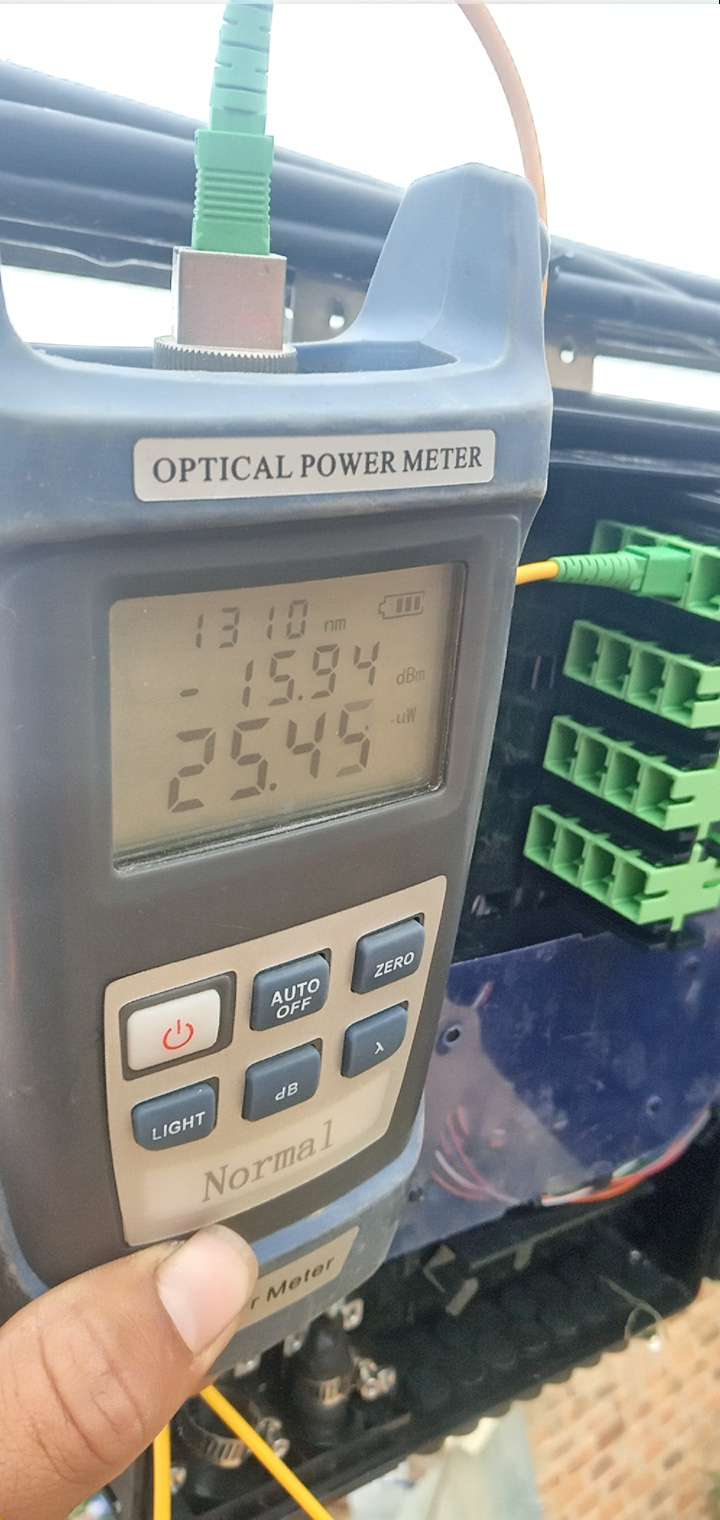 OPTICAL POWER METER
1310 nm
-15.94 dBm
25.45 uW
ZERO
AUTO OFF
λ
dB
LIGHT
Normal
r Meter